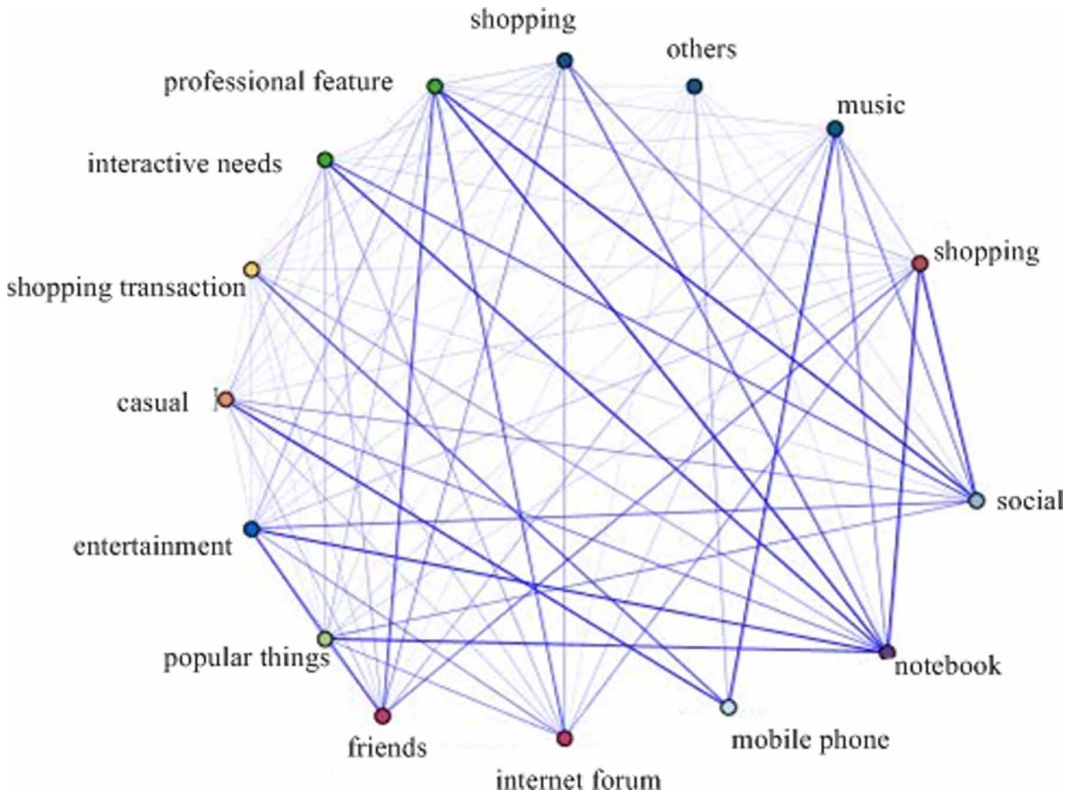 shopping
others
professional feature
music
interactive needs
shopping
shopping transaction
casual
social
entertainment
popular things
notebook
friends
mobile phone
internet forum